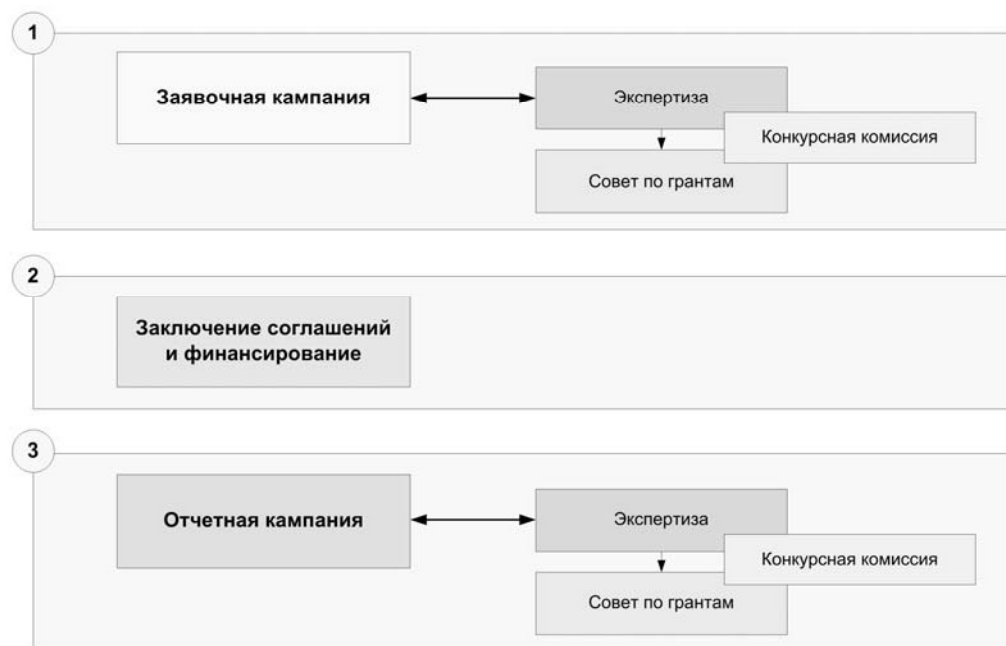 1
Заявочная кампания
Экспертиза
Конкурсная комиссия
Совет по грантам
2
Заключение соглашений
и финансирование
3
Отчетная кампания
Экспертиза
Конкурсная комиссия
Совет по грантам